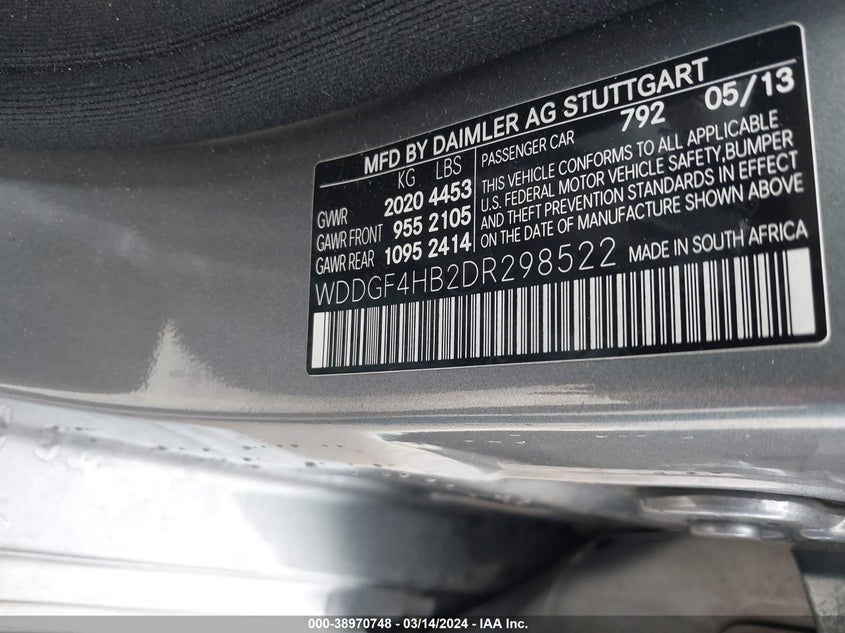 MFD BY DAIMLER AG STUTTGART
KG LBS
GVWR 2020 4453
GAWR FRONT 955 2105
GAWR REAR 1095 2414
PASSENGER CAR 792 05/13
THIS VEHICLE CONFORMS TO ALL APPLICABLE
U.S. FEDERAL MOTOR VEHICLE SAFETY,BUMPER
AND THEFT PREVENTION STANDARDS IN EFFECT
ON THE DATE OF MANUFACTURE SHOWN ABOVE
WDDGF4HB2DR298522 MADE IN SOUTH AFRICA
000-38970748 - 03/14/2024 - IAAI.com. Copyright IAA, Inc.